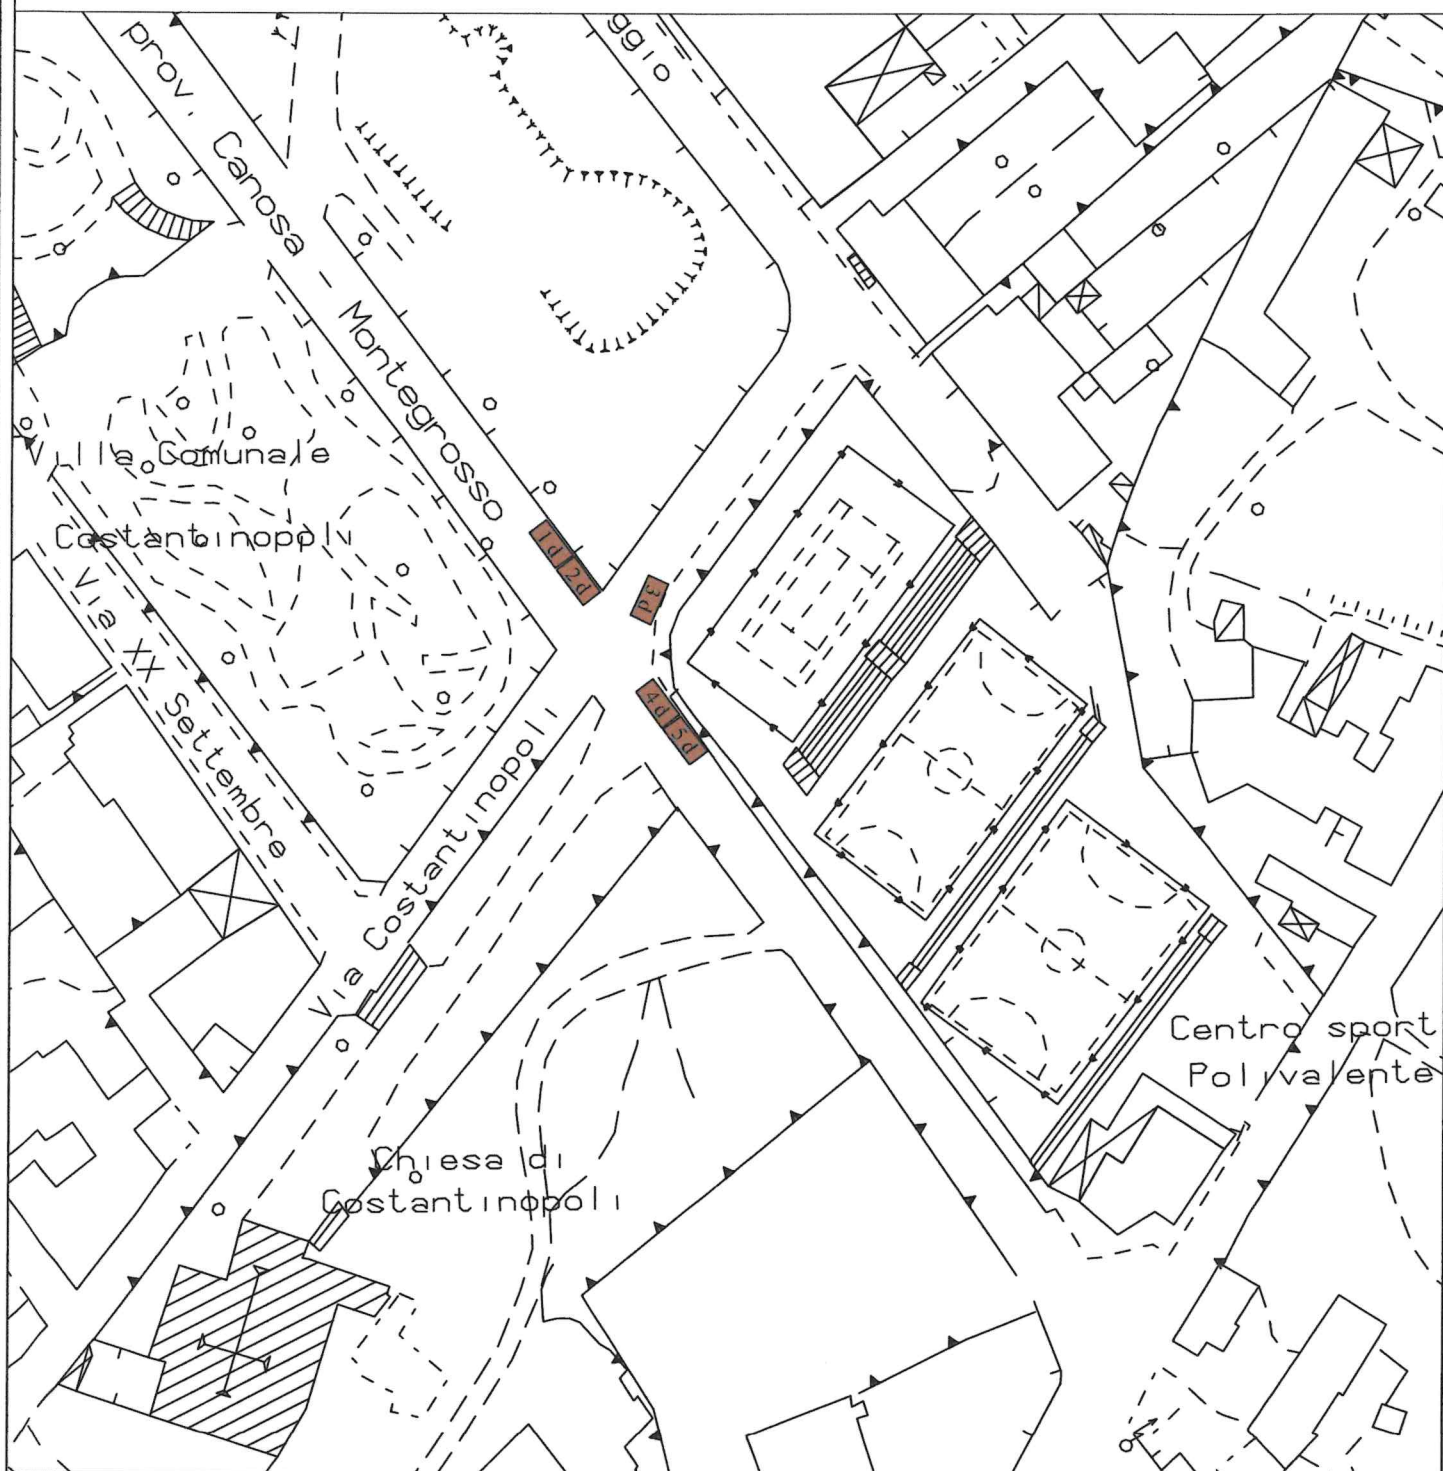 prov. Canosa Montegrosso
ggio
Villa Comunale
Costantinopoli
Via XX Settembre
1d 2d
3d
4d 5d
Via Costantinopoli
Centro sport
Polivalente
Chiesa di
Costantinopoli